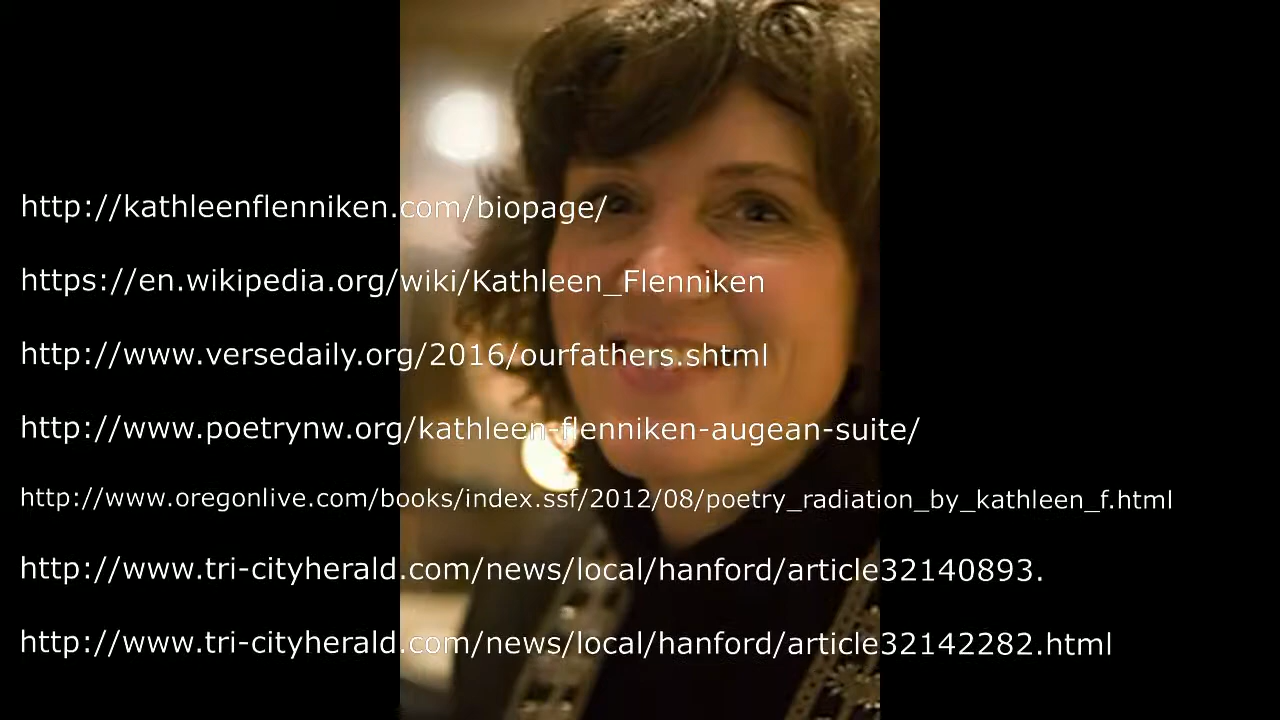 http://kathleenflenniken.com/biopage/
https://en.wikipedia.org/wiki/Kathleen_Flenniken
http://www.versedaily.org/2016/ourfathers.shtml
http://www.poetrynw.org/kathleen-flenniken-augean-suite/
http://www.oregonlive.com/books/index.ssf/2012/08/poetry_radiation_by_kathleen_f.html
http://www.tri-cityherald.com/news/local/hanford/article32140893.
http://www.tri-cityherald.com/news/local/hanford/article32142282.html